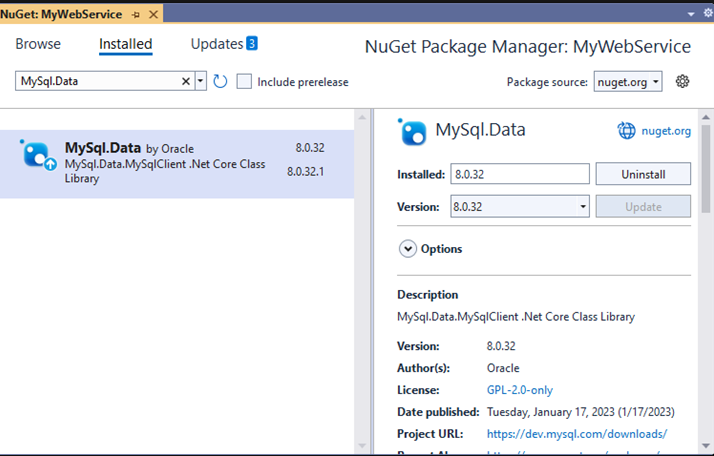 NuGet: MyWebService
Browse Installed Updates 3
NuGet Package Manager: MyWebService
MySql.Data
Include prerelease
Package source: nuget.org
MySql.Data by Oracle 8.0.32
MySql.Data.MySqlClient .Net Core Class Library 8.0.32.1
MySql.Data
nuget.org
Installed: 8.0.32 Uninstall
Version: 8.0.32 Update
Options
Description
MySql.Data.MySqlClient .Net Core Class Library
Version: 8.0.32
Author(s): Oracle
License: GPL-2.0-only
Date published: Tuesday, January 17, 2023 (1/17/2023)
Project URL: https://dev.mysql.com/downloads/